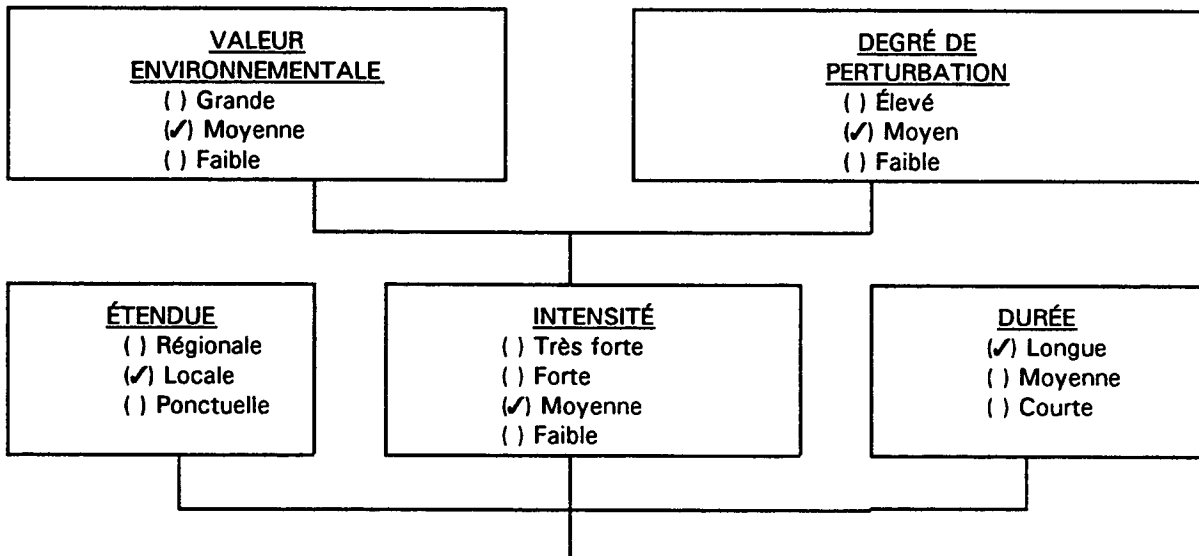 VALEUR
ENVIRONNEMENTALE
( ) Grande
(✓) Moyenne
( ) Faible
DEGRÉ DE
PERTURBATION
( ) Élevé
(✓) Moyen
( ) Faible
ÉTENDUE
( ) Régionale
(✓) Locale
( ) Ponctuelle
INTENSITÉ
( ) Très forte
( ) Forte
(✓) Moyenne
( ) Faible
DURÉE
(✓) Longue
( ) Moyenne
( ) Courte